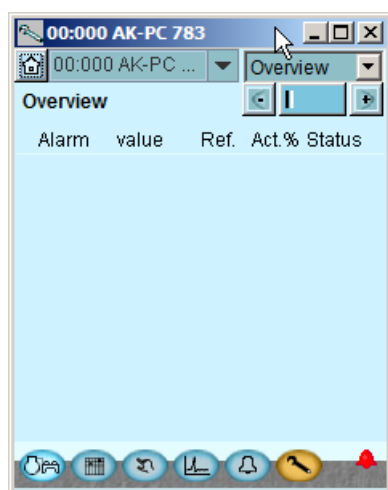 00:000 AK-PC 783
00:000 AK-PC ... Overview
Overview
Alarm value Ref. Act.% Status